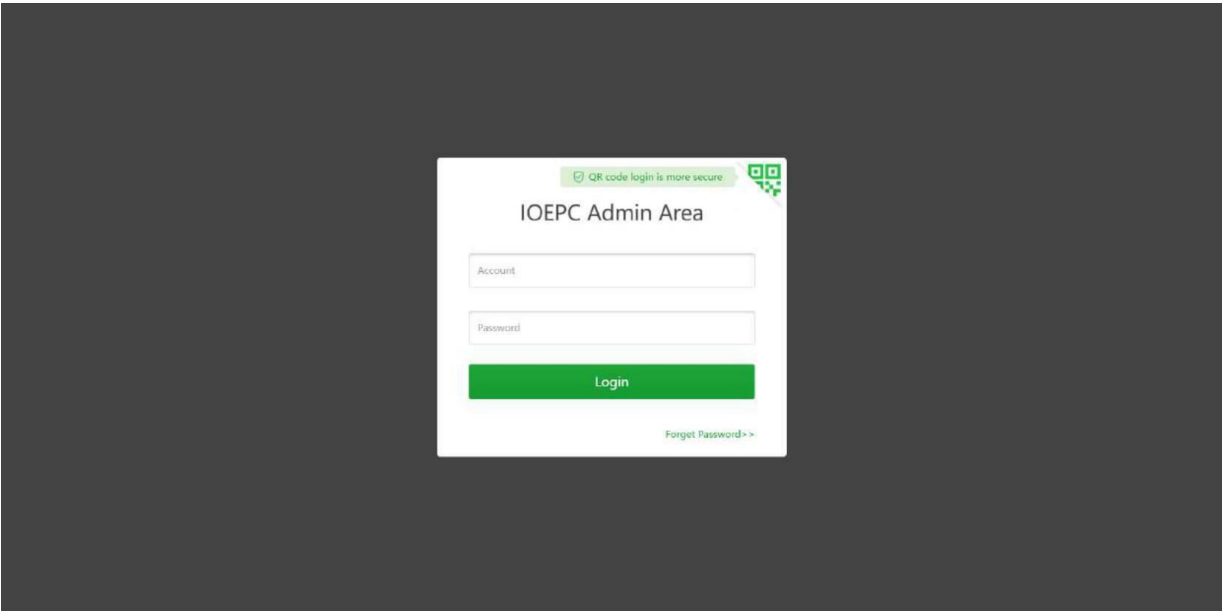 QR code login is more secure
IOEPC Admin Area
Account
Password
Login
Forget Password>>